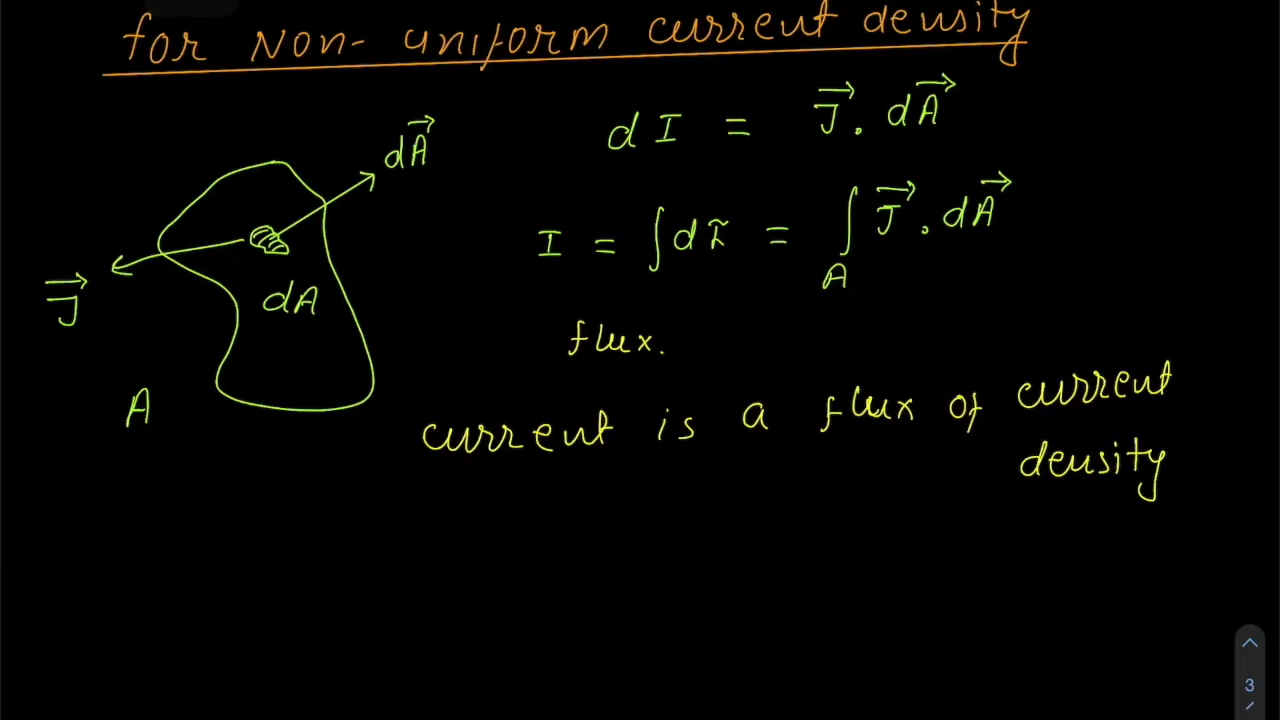 for Non-uniform current density
dI = J⃗ . dA⃗
dA⃗
I = ∫dI = ∫_A J⃗ . dA⃗
J⃗
dA
flux.
A
current is a flux of current
density
3